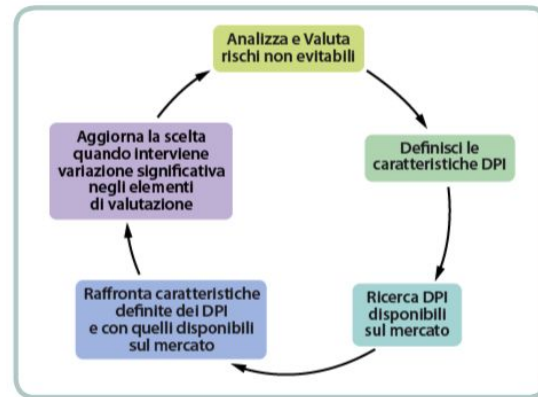 Analizza e Valuta
rischi non evitabili
Definisci le
caratteristiche DPI
Ricerca DPI
disponibili
sul mercato
Raffronta caratteristiche
definite dei DPI
e con quelli disponibili
sul mercato
Aggiorna la scelta
quando interviene
variazione significativa
negli elementi
di valutazione